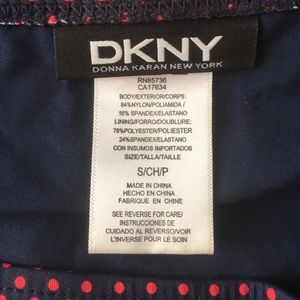 DKNY
DONNA KARAN NEW YORK
RN85736
CA17634
BODY/EXTERIOR/CORPS:
84%NYLON/POLIAMIDA /
16% SPANDEX/ELASTANO
LINING/FORRO/DOUBLURE:
76%POLYESTER/POLIESTER
24%SPANDEX/ELASTANO
CON INSUMOS IMPORTADOS
SIZE/TALLA/TAILLE
S/CH/P
MADE IN CHINA
HECHO EN CHINA
FABRIQUE EN CHINE
SEE REVERSE FOR CARE/
INSTRUCCIONES DE
CUIDADO AL REVERSO/VOIR
L'INVERSE POUR LE SOIN